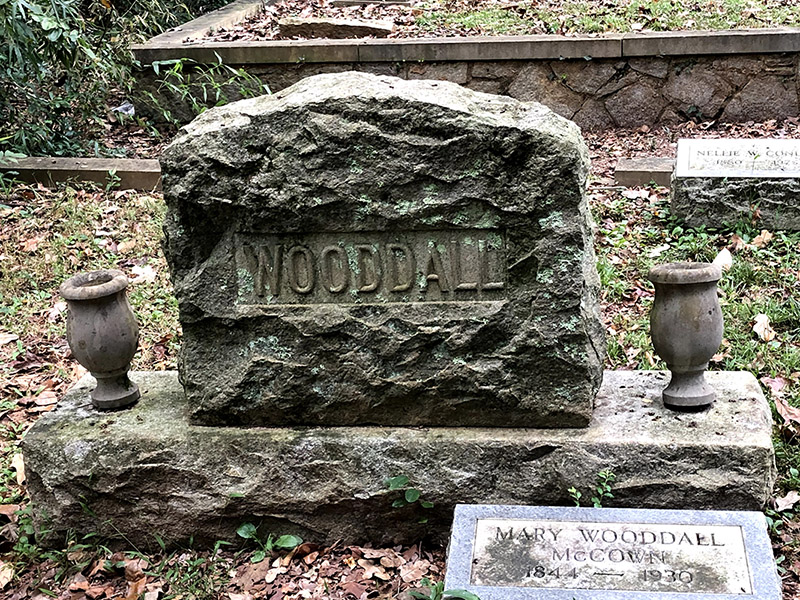 WOODDALL
NELLIE W. CON
MARY WOODDALL
McCOWN
1844 — 1930